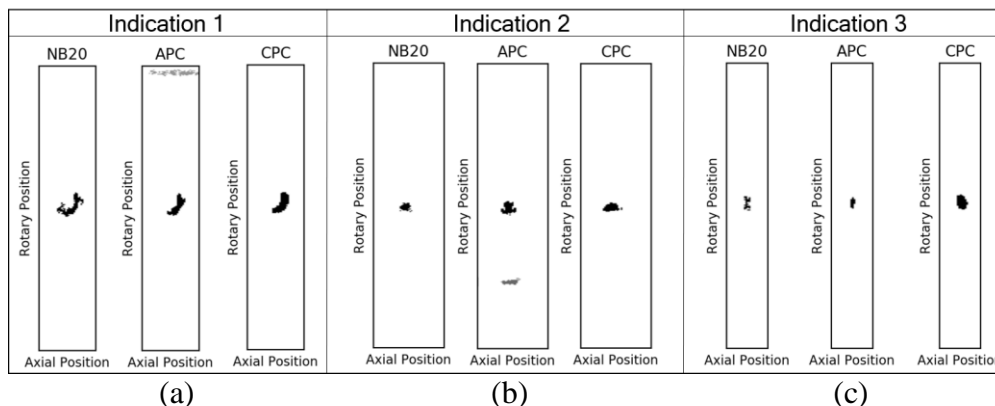 Indication 1
Indication 2
Indication 3
NB20 APC CPC
NB20 APC CPC
NB20 APC CPC
Rotary Position Rotary Position Rotary Position
Rotary Position Rotary Position Rotary Position
Rotary Position Rotary Position Rotary Position
Axial Position Axial Position Axial Position
Axial Position Axial Position Axial Position
Axial Position Axial Position Axial Position
(a)
(b)
(c)